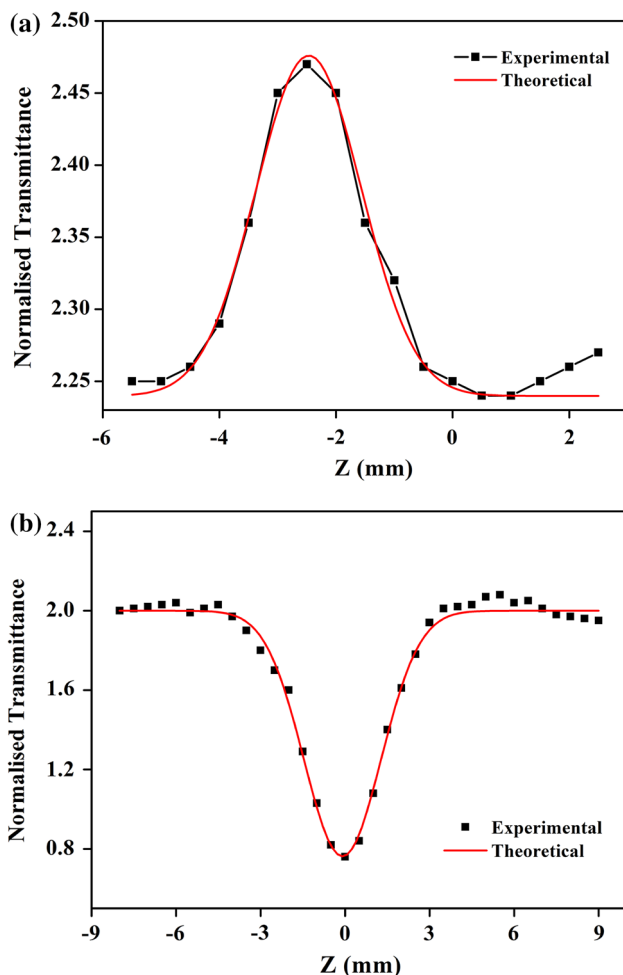 (a)
2.50
2.45
2.40
2.35
2.30
2.25
Normalised Transmittance
Experimental
Theoretical
-6
-4
-2
0
2
Z (mm)
(b)
2.4
2.0
1.6
1.2
0.8
Normalised Transmittance
Experimental
Theoretical
-9
-6
-3
0
3
6
9
Z (mm)